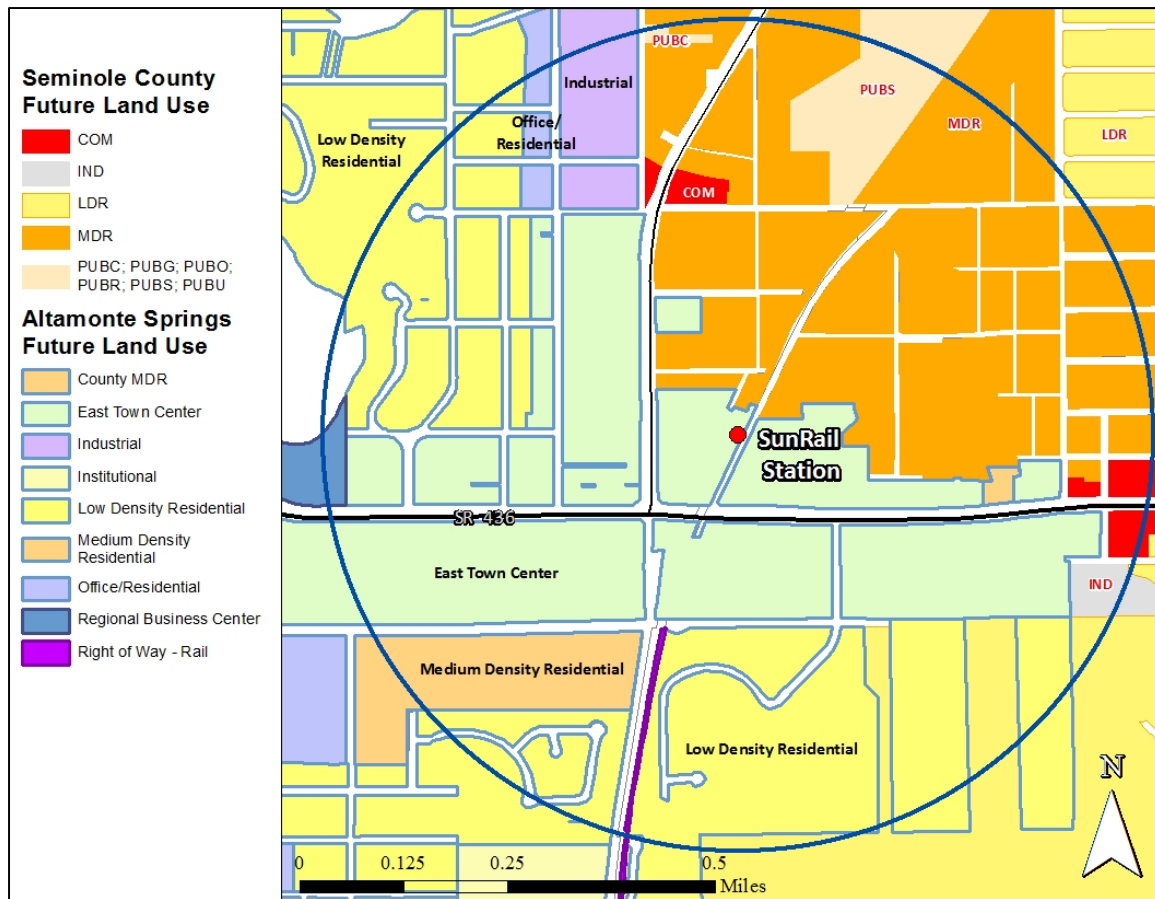 Seminole County
Future Land Use
COM
IND
LDR
MDR
PUBC; PUBG; PUBO;
PUBR; PUBS; PUBU
Altamonte Springs
Future Land Use
County MDR
East Town Center
Industrial
Institutional
Low Density Residential
Medium Density
Residential
Office/Residential
Regional Business Center
Right of Way - Rail
PUBC
Industrial
PUBS
Office/
Residential
MDR
Low Density
Residential
LDR
COM
SunRail
Station
SR 436
East Town Center
IND
Medium Density Residential
Low Density Residential
N
0
0.125
0.25
0.5
Miles